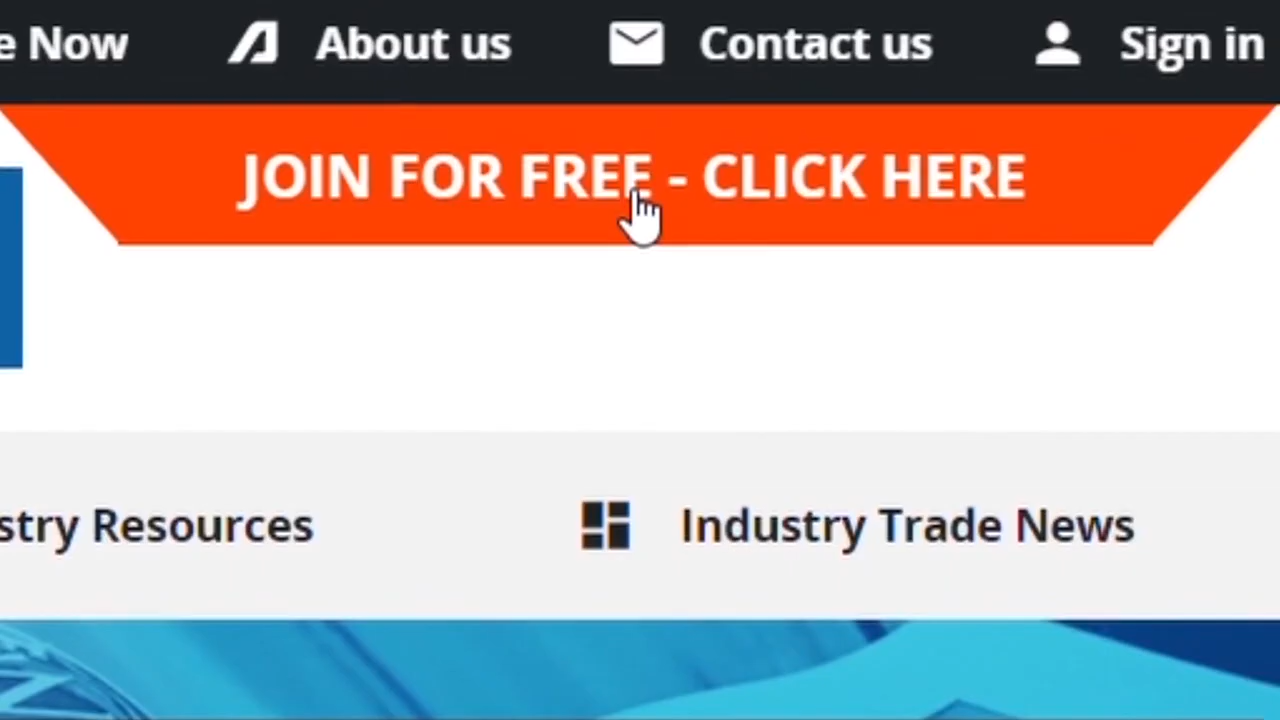 e Now About us Contact us Sign in
JOIN FOR FREE - CLICK HERE
stry Resources Industry Trade News